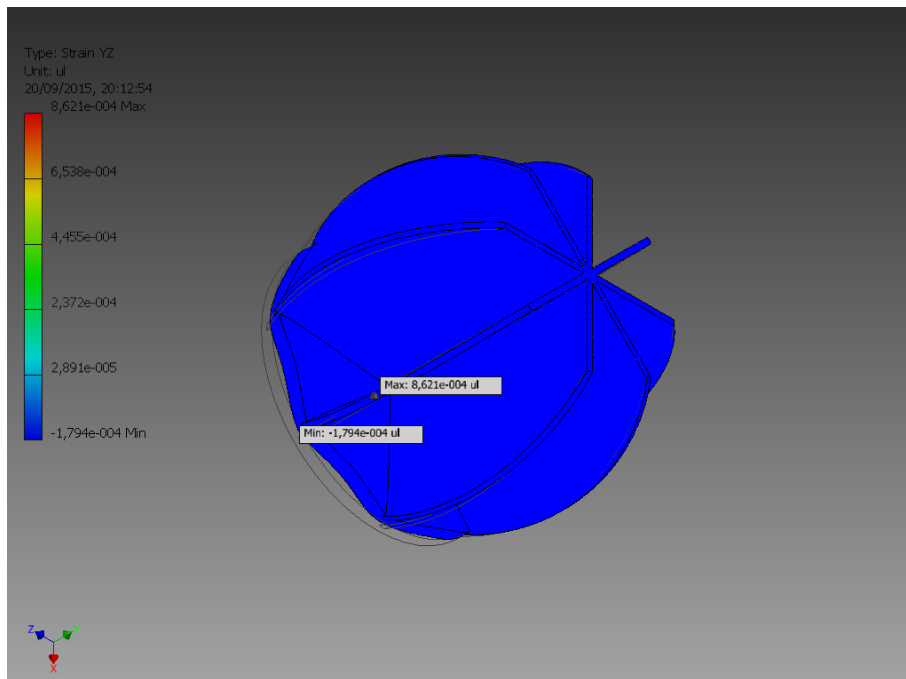 Type: Strain YZ
Unit: ul
20/09/2015, 20:12:54
8,621e-004 Max
6,538e-004
4,455e-004
2,372e-004
2,891e-005
-1,794e-004 Min
Max: 8,621e-004 ul
Min: -1,794e-004 ul
Z
Y
X